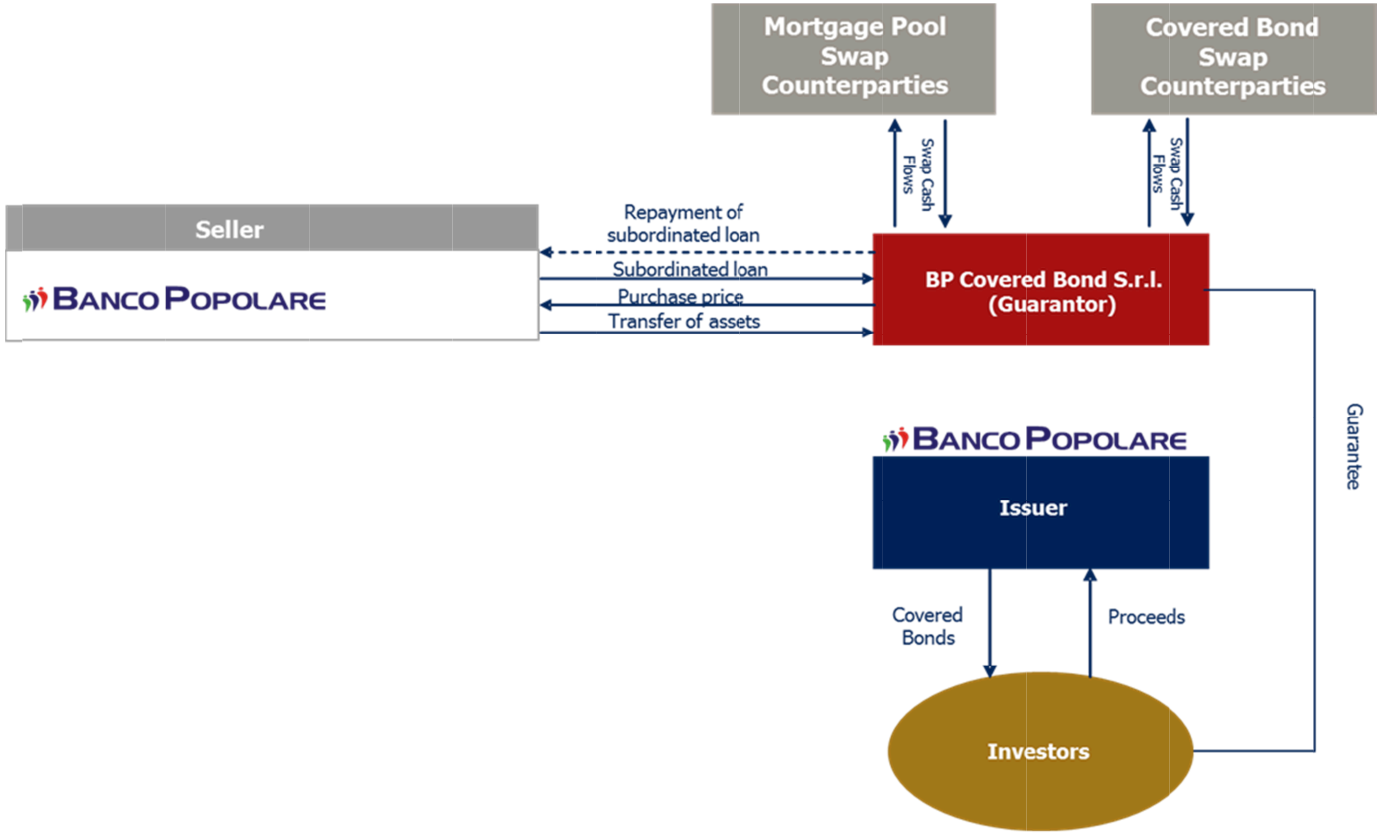 Mortgage Pool
Swap
Counterparties
Covered Bond
Swap
Counterparties
Swap Cash
Flows
Swap Cash
Flows
Seller
BANCO POPOLARE
Repayment of
subordinated loan
Subordinated loan
Purchase price
Transfer of assets
BP Covered Bond S.r.l.
(Guarantor)
Guarantee
BANCO POPOLARE
Issuer
Covered
Bonds
Proceeds
Investors